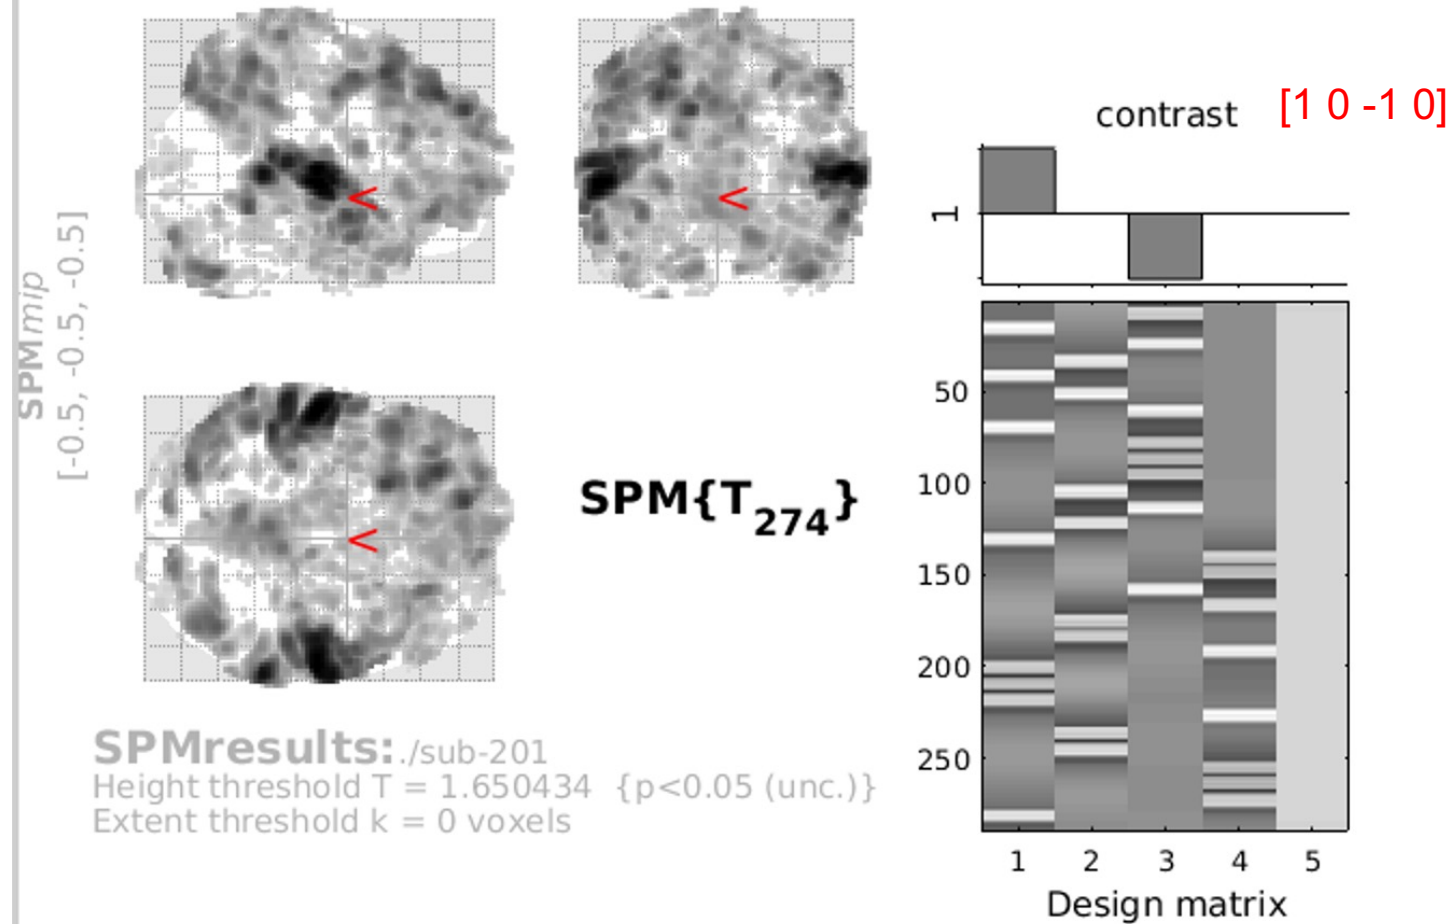 SPMmip
[-0.5, -0.5, -0.5]
<
<
<
SPM{T274}
SPMresults: ./sub-201
Height threshold T = 1.650434 {p<0.05 (unc.)}
Extent threshold k = 0 voxels
contrast [1 0 -1 0]
1
50
100
150
200
250
1 2 3 4 5
Design matrix